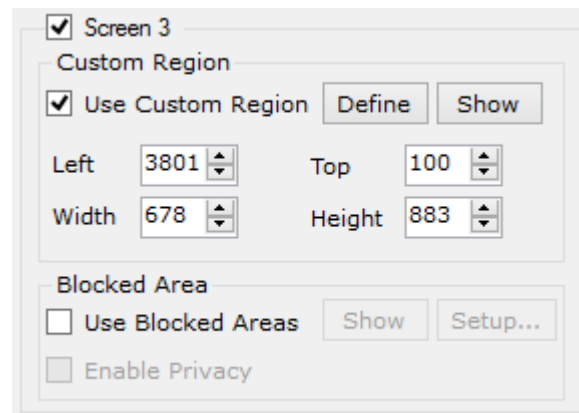 Screen 3
Custom Region
Use Custom Region Define Show
Left 3801 Top 100
Width 678 Height 883
Blocked Area
Use Blocked Areas Show Setup...
Enable Privacy